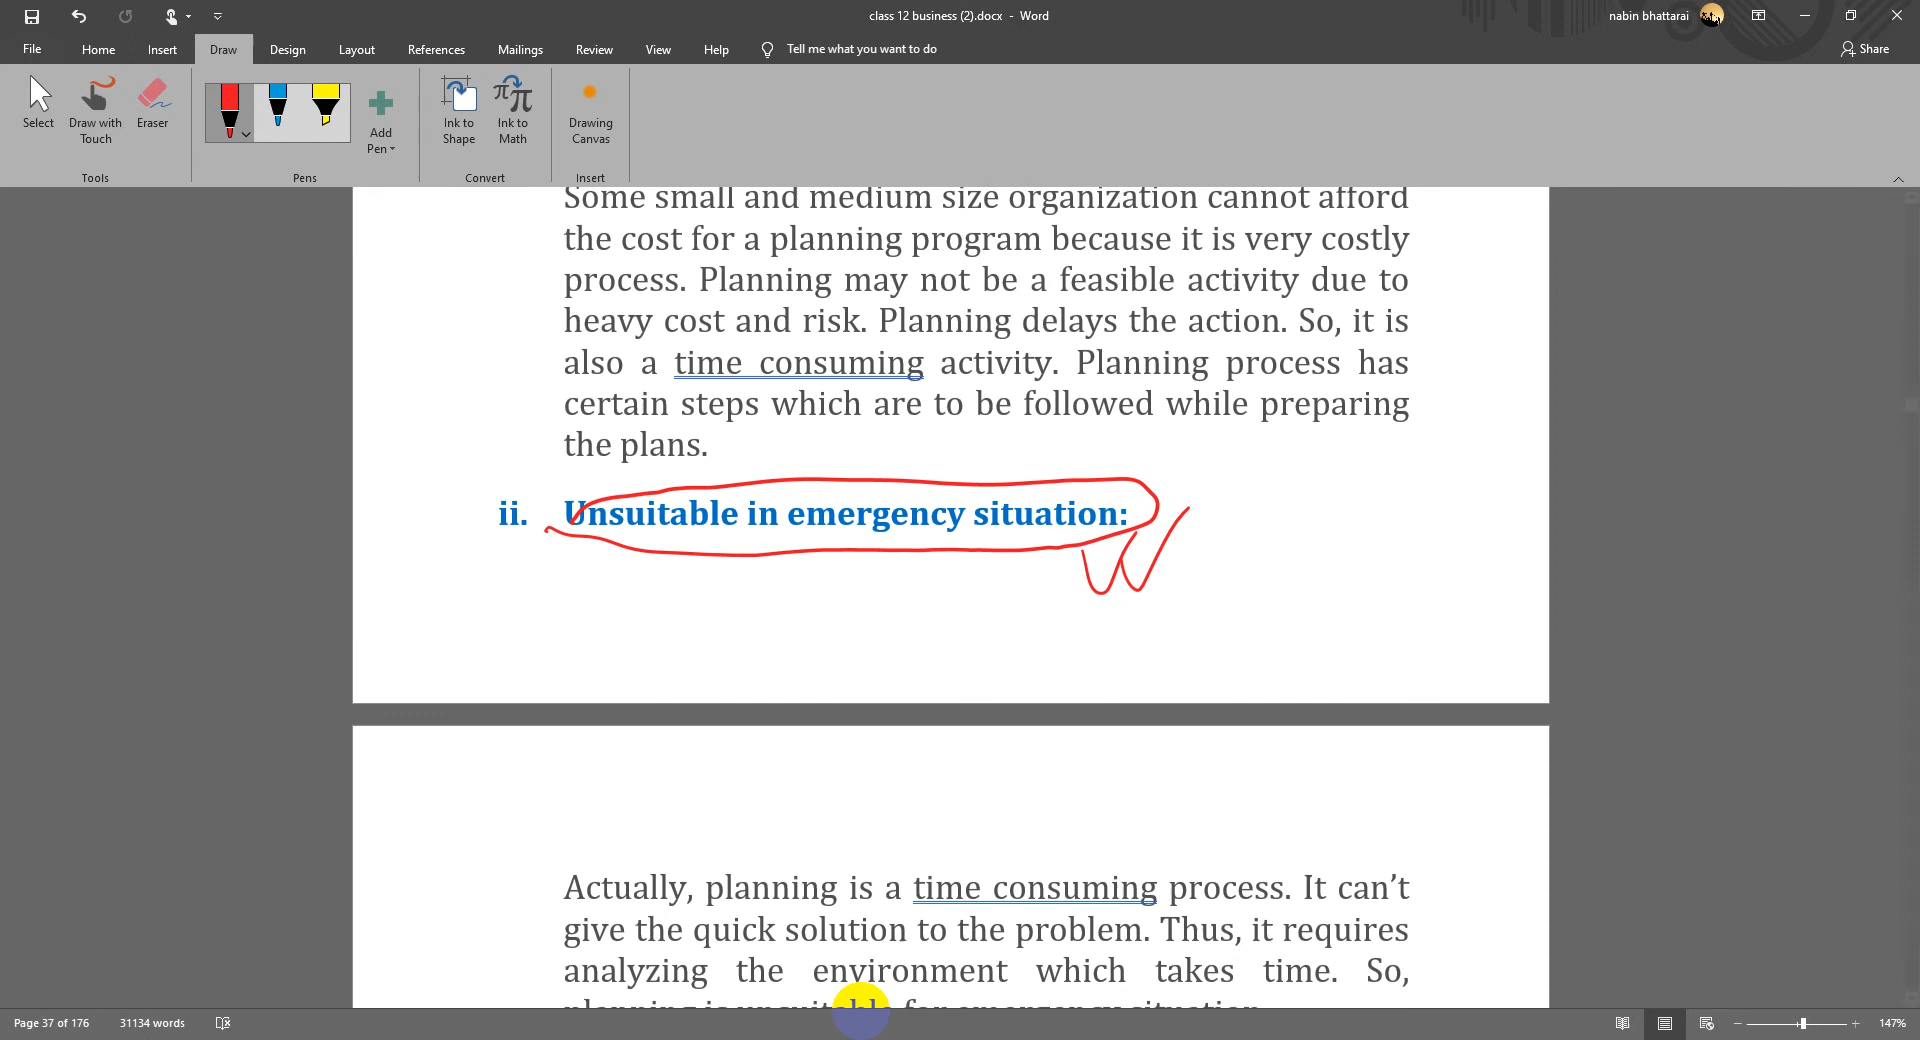 class 12 business (2).docx - Word
nabin bhattarai
File Home Insert Draw Design Layout References Mailings Review View Help Tell me what you want to do Share
Select
Draw with Touch
Eraser
Add Pen
Ink to Shape
Ink to Math
Drawing Canvas
Tools Pens Convert Insert
Some small and medium size organization cannot afford
the cost for a planning program because it is very costly
process. Planning may not be a feasible activity due to
heavy cost and risk. Planning delays the action. So, it is
also a time consuming activity. Planning process has
certain steps which are to be followed while preparing
the plans.
ii. Unsuitable in emergency situation:
Actually, planning is a time consuming process. It can’t
give the quick solution to the problem. Thus, it requires
analyzing the environment which takes time. So,
planning is unsuitable for emergency situation.
Page 37 of 176 31134 words 147%